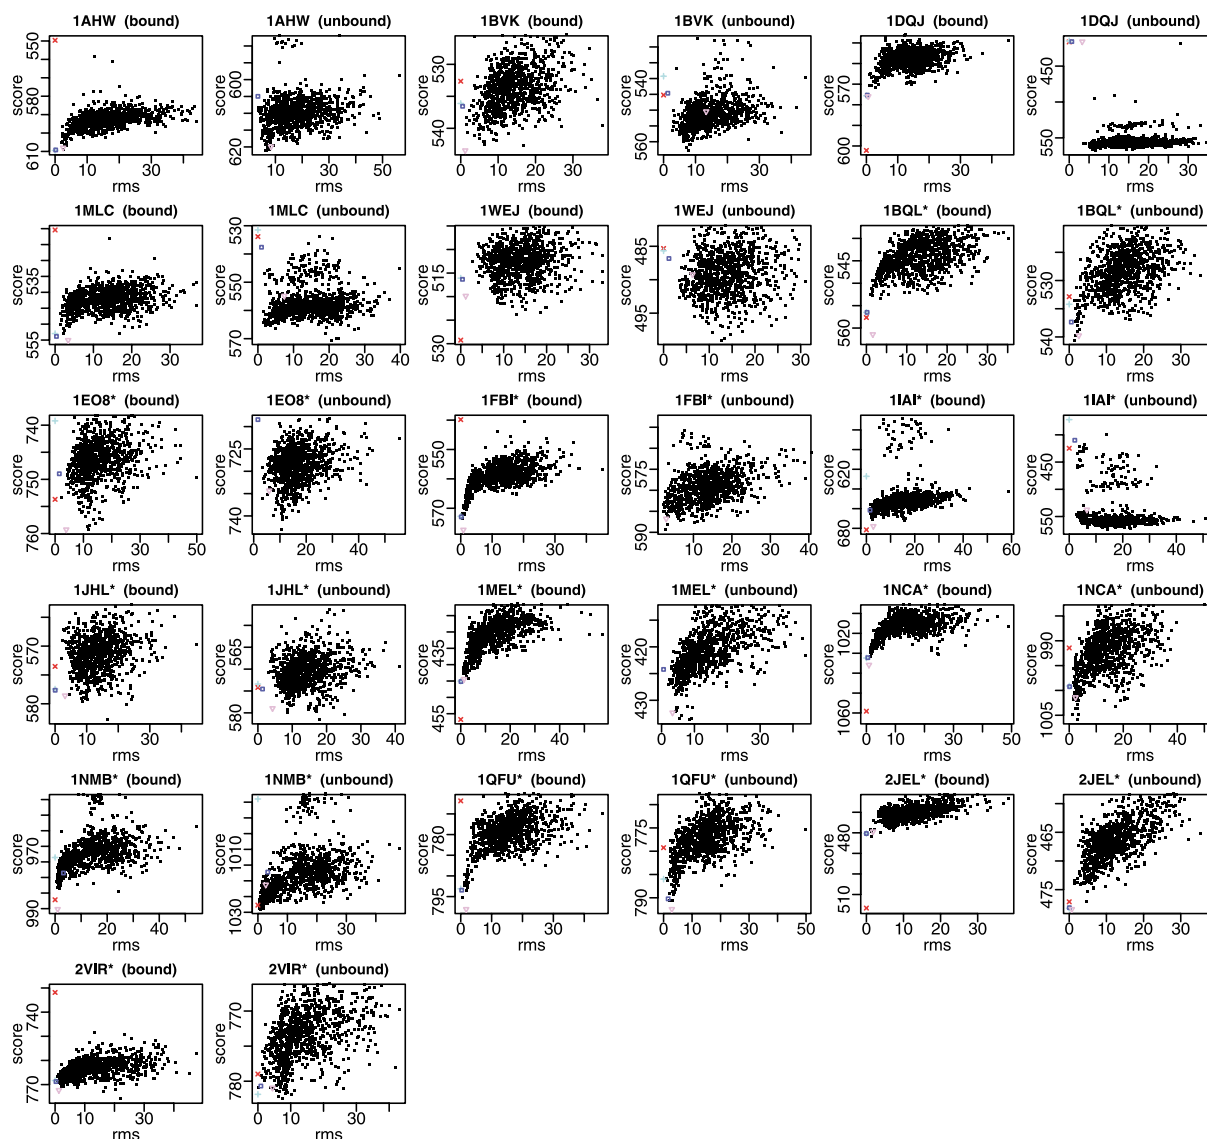 1AHW (bound) 1AHW (unbound) 1BVK (bound) 1BVK (unbound) 1DQJ (bound) 1DQJ (unbound)
score 550 580 610 score 600 620 score 530 540 score 540 560 score 570 600 score 450 550
10 30 0 10 30 50 0 10 30 0 10 30 0 10 30 50 0 10 20 30
rms rms rms rms rms rms
1MLC (bound) 1MLC (unbound) 1WEJ (bound) 1WEJ (unbound) 1BQL* (bound) 1BQL* (unbound)
score 535 555 score 530 550 570 score 515 530 score 485 495 score 545 560 score 530 540
0 10 30 0 10 20 30 40 0 10 20 30 0 10 20 30 0 10 20 30 0 10 20 30
rms rms rms rms rms rms
1EO8* (bound) 1EO8* (unbound) 1FBI* (bound) 1FBI* (unbound) 1IAI* (bound) 1IAI* (unbound)
score 740 750 760 score 725 740 score 550 570 score 575 590 score 620 680 score 450 550
0 10 30 50 0 10 30 50 0 10 30 50 0 10 20 30 40 0 20 40 60 0 20 40
rms rms rms rms rms rms
1JHL* (bound) 1JHL* (unbound) 1MEL* (bound) 1MEL* (unbound) 1NCA* (bound) 1NCA* (unbound)
score 570 580 score 565 580 score 435 455 score 420 430 score 1020 1060 score 990 1005
0 10 30 0 10 20 30 40 0 20 40 0 10 30 0 10 30 50 0 10 30
rms rms rms rms rms rms
1NMB* (bound) 1NMB* (unbound) 1QFU* (bound) 1QFU* (unbound) 2JEL* (bound) 2JEL* (unbound)
score 970 990 score 1010 1030 score 780 795 score 775 790 score 480 510 score 465 475
0 20 40 0 10 30 0 10 30 50 0 10 30 50 0 10 30 0 10 20 30
rms rms rms rms rms rms
2VIR* (bound) 2VIR* (unbound)
score 740 770 score 770 780
0 10 30 0 10 20 30 40
rms rms